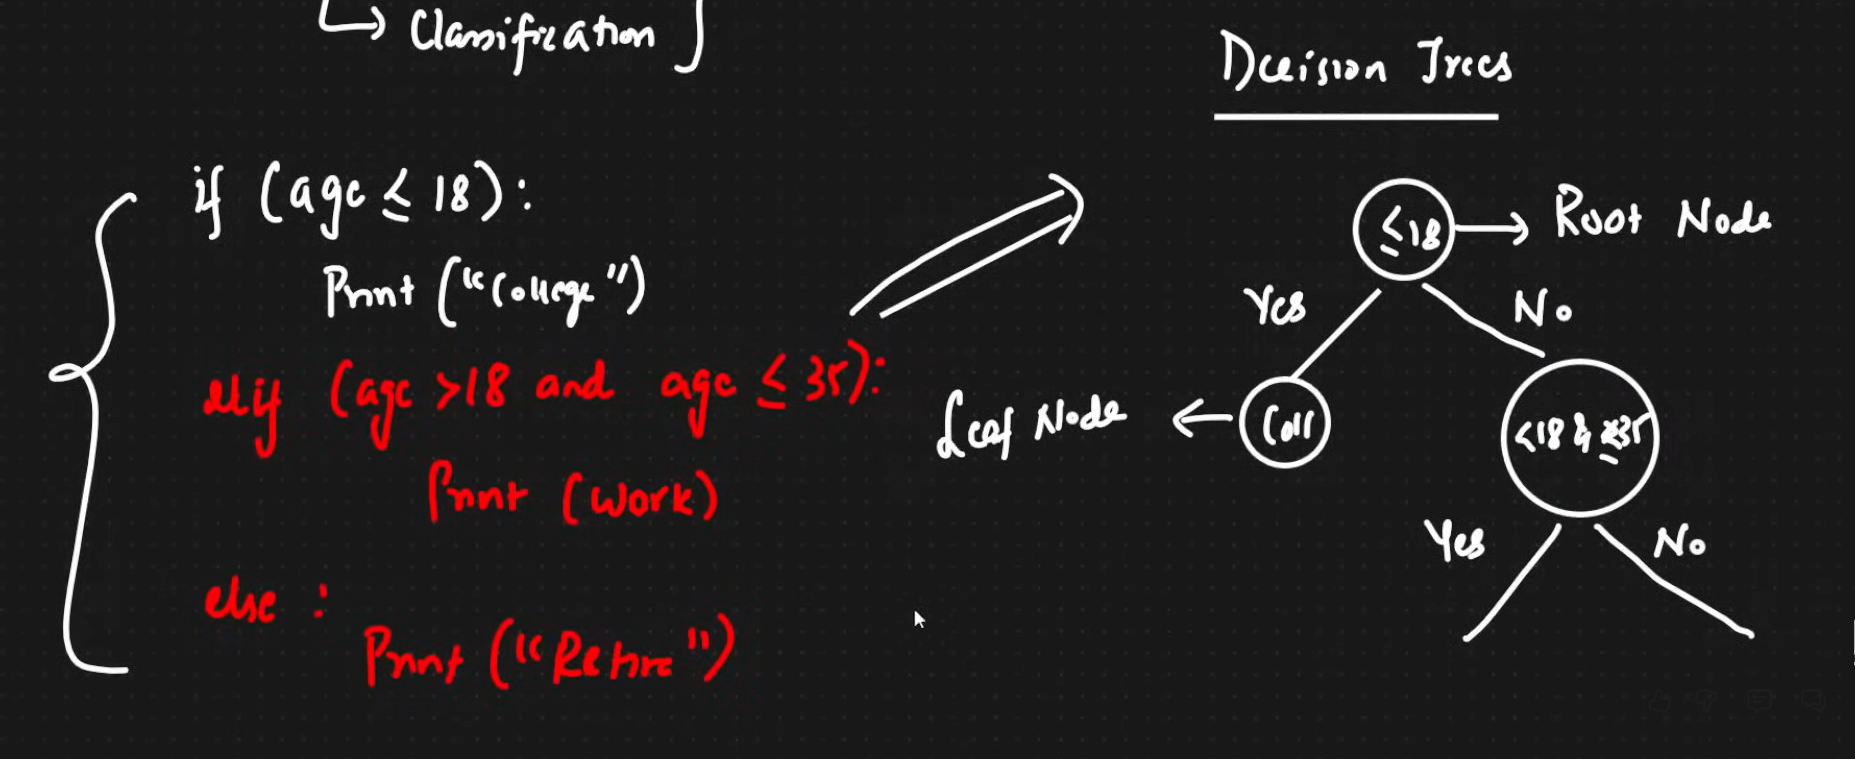 ↳ Classification
if (age ≤ 18):
Print ("College")
elif (age >18 and age ≤ 35):
Print (Work)
else :
Print ("Retire")
Decision Trees
≤18 → Root Node
Yes
No
Leaf Node ← Coll
<18 & ≤35
Yes
No